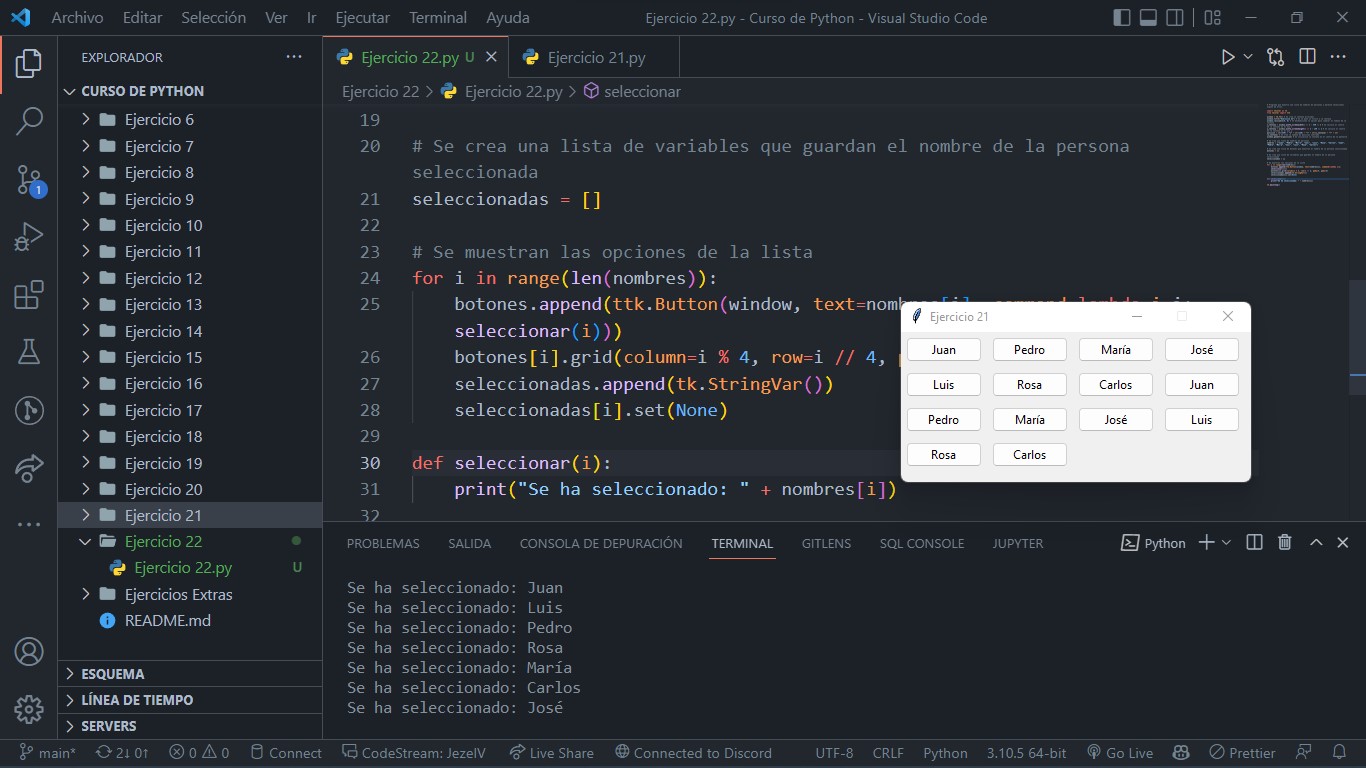 Archivo Editar Selección Ver Ir Ejecutar Terminal Ayuda
Ejercicio 22.py - Curso de Python - Visual Studio Code
EXPLORADOR
CURSO DE PYTHON
Ejercicio 6
Ejercicio 7
Ejercicio 8
Ejercicio 9
Ejercicio 10
Ejercicio 11
Ejercicio 12
Ejercicio 13
Ejercicio 14
Ejercicio 15
Ejercicio 16
Ejercicio 17
Ejercicio 18
Ejercicio 19
Ejercicio 20
Ejercicio 21
Ejercicio 22
Ejercicio 22.py U
Ejercicios Extras
README.md
ESQUEMA
LÍNEA DE TIEMPO
SERVERS
1
Ejercicio 22.py U
Ejercicio 21.py
Ejercicio 22 > Ejercicio 22.py > seleccionar
19
20 # Se crea una lista de variables que guardan el nombre de la persona
seleccionada
21 seleccionadas = []
22
23 # Se muestran las opciones de la lista
24 for i in range(len(nombres)):
25 botones.append(ttk.Button(window, text=nombres[i], command=lambda i=i:
seleccionar(i)))
26 botones[i].grid(column=i % 4, row=i // 4,
27 seleccionadas.append(tk.StringVar())
28 seleccionadas[i].set(None)
29
30 def seleccionar(i):
31 print("Se ha seleccionado: " + nombres[i])
32
Ejercicio 21
Juan Pedro María José
Luis Rosa Carlos Juan
Pedro María José Luis
Rosa Carlos
PROBLEMAS SALIDA CONSOLA DE DEPURACIÓN TERMINAL GITLENS SQL CONSOLE JUPYTER
Python
Se ha seleccionado: Juan
Se ha seleccionado: Luis
Se ha seleccionado: Pedro
Se ha seleccionado: Rosa
Se ha seleccionado: María
Se ha seleccionado: Carlos
Se ha seleccionado: José
main* 2↓ 0↑ 0 0 Connect CodeStream: JezelV Live Share Connected to Discord UTF-8 CRLF Python 3.10.5 64-bit Go Live Prettier